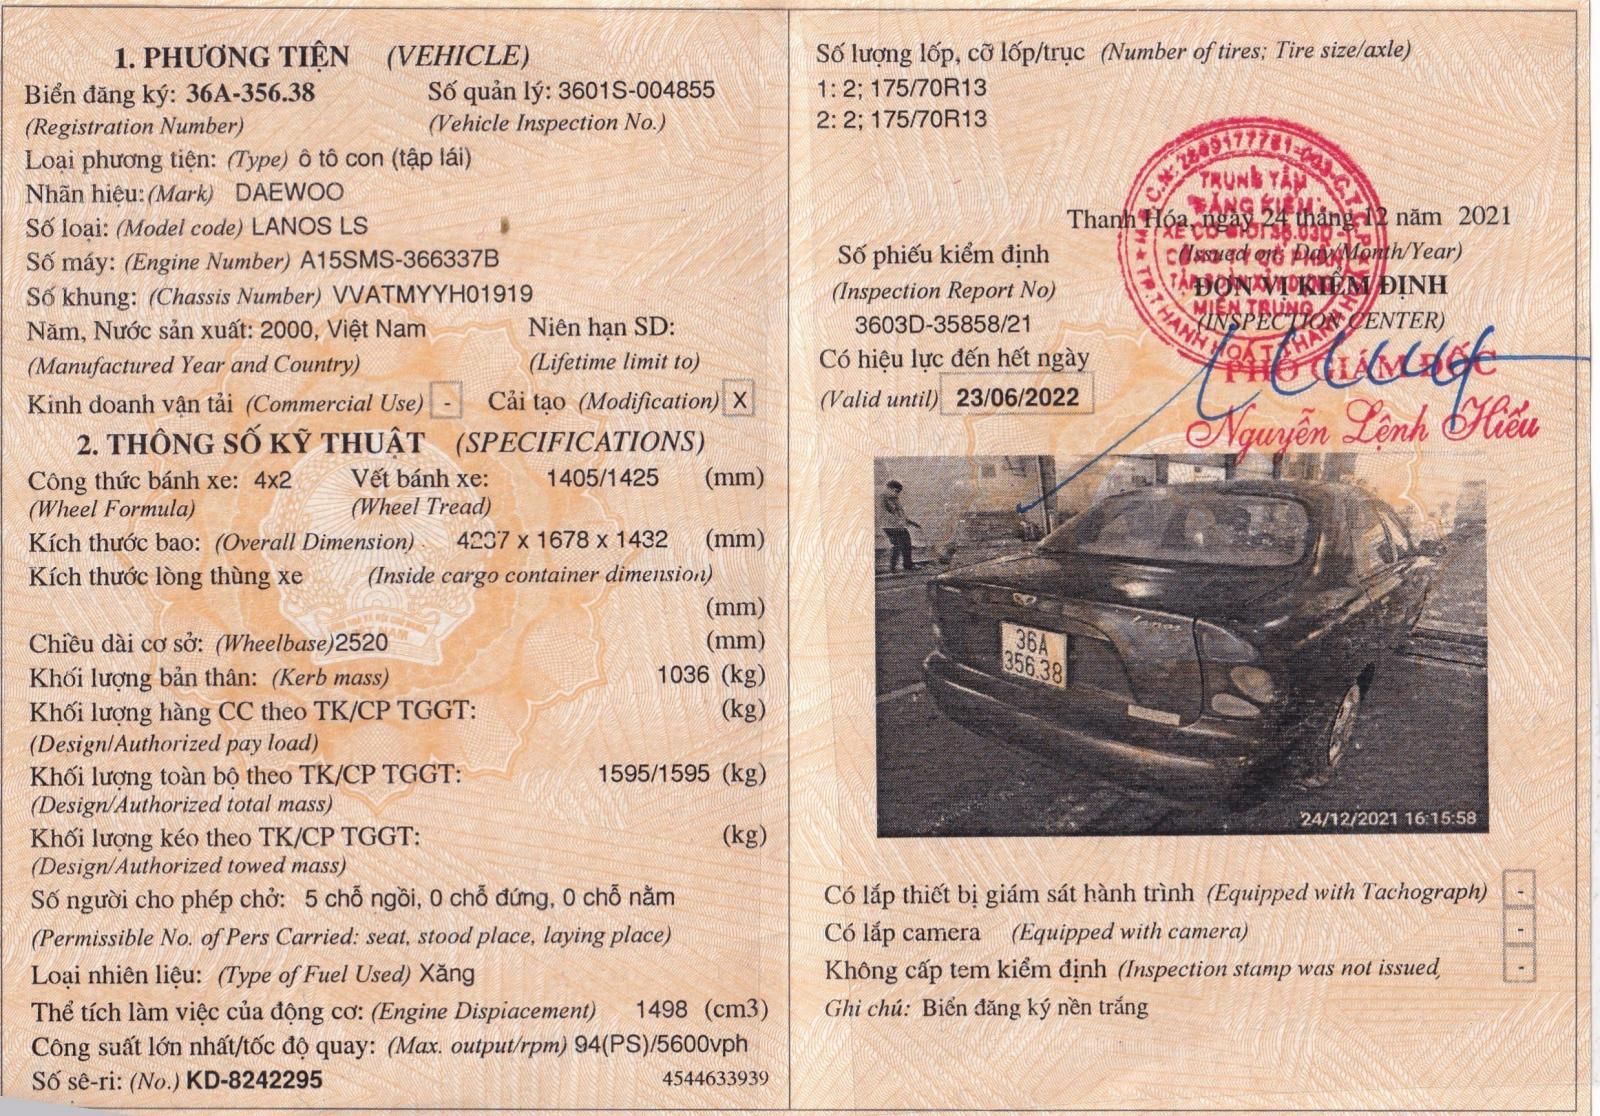 1. PHƯƠNG TIỆN (VEHICLE)
Biển đăng ký: 36A-356.38 Số quản lý: 3601S-004855
(Registration Number) (Vehicle Inspection No.)
Loại phương tiện: (Type) ô tô con (tập lái)
Nhãn hiệu: (Mark) DAEWOO
Số loại: (Model code) LANOS LS
Số máy: (Engine Number) A15SMS-366337B
Số khung: (Chassis Number) VVATMYYH01919
Năm, Nước sản xuất: 2000, Việt Nam Niên hạn SD:
(Manufactured Year and Country) (Lifetime limit to)
Kinh doanh vận tải (Commercial Use) - Cải tạo (Modification) X
2. THÔNG SỐ KỸ THUẬT (SPECIFICATIONS)
Công thức bánh xe: 4x2 Vết bánh xe: 1405/1425 (mm)
(Wheel Formula) (Wheel Tread)
Kích thước bao: (Overall Dimension) 4237 x 1678 x 1432 (mm)
Kích thước lòng thùng xe (Inside cargo container dimension)
(mm)
Chiều dài cơ sở: (Wheelbase) 2520 (mm)
Khối lượng bản thân: (Kerb mass) 1036 (kg)
Khối lượng hàng CC theo TK/CP TGGT: (kg)
(Design/Authorized pay load)
Khối lượng toàn bộ theo TK/CP TGGT: 1595/1595 (kg)
(Design/Authorized total mass)
Khối lượng kéo theo TK/CP TGGT: (kg)
(Design/Authorized towed mass)
Số người cho phép chở: 5 chỗ ngồi, 0 chỗ đứng, 0 chỗ nằm
(Permissible No. of Pers Carried: seat, stood place, laying place)
Loại nhiên liệu: (Type of Fuel Used) Xăng
Thể tích làm việc của động cơ: (Engine Displacement) 1498 (cm3)
Công suất lớn nhất/tốc độ quay: (Max. output/rpm) 94(PS)/5600vph
Số sê-ri: (No.) KD-8242295 4544633939
Số lượng lốp, cỡ lốp/trục (Number of tires; Tire size/axle)
1: 2; 175/70R13
2: 2; 175/70R13
TRUNG TÂM
ĐĂNG KIỂM
MIỀN TRUNG
Thanh Hóa, ngày 24 tháng 12 năm 2021
(Issued on: Day/Month/Year)
Số phiếu kiểm định
(Inspection Report No) ĐƠN VỊ KIỂM ĐỊNH
3603D-35858/21 (INSPECTION CENTER)
Có hiệu lực đến hết ngày
PHÓ GIÁM ĐỐC
(Valid until) 23/06/2022
Nguyễn Lệnh Hiếu
36A
356.38
24/12/2021 16:15:58
Có lắp thiết bị giám sát hành trình (Equipped with Tachograph) -
Có lắp camera (Equipped with camera) -
Không cấp tem kiểm định (Inspection stamp was not issued) -
Ghi chú: Biển đăng ký nền trắng